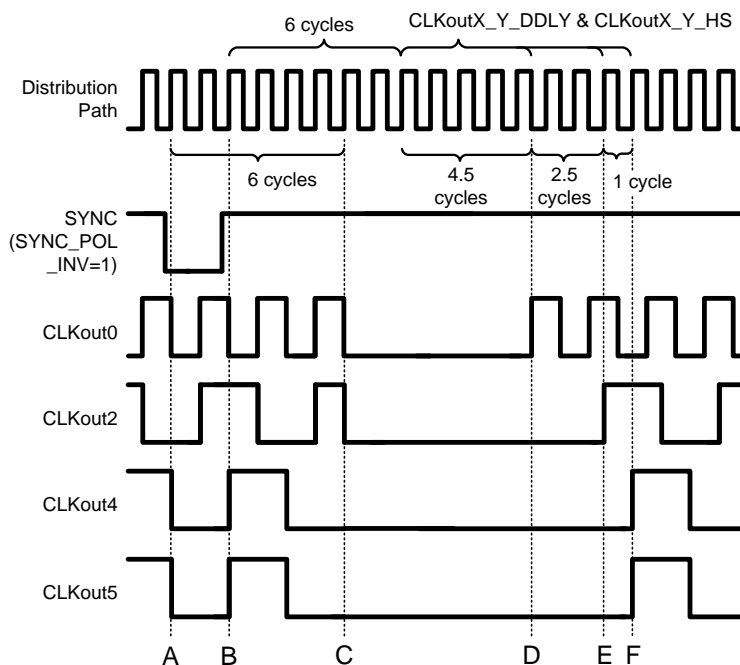 6 cycles
CLKoutX_Y_DDLY & CLKoutX_Y_HS
Distribution
Path
6 cycles
4.5
cycles
2.5
cycles
1 cycle
SYNC
(SYNC_POL
_INV=1)
CLKout0
CLKout2
CLKout4
CLKout5
A B C D E F